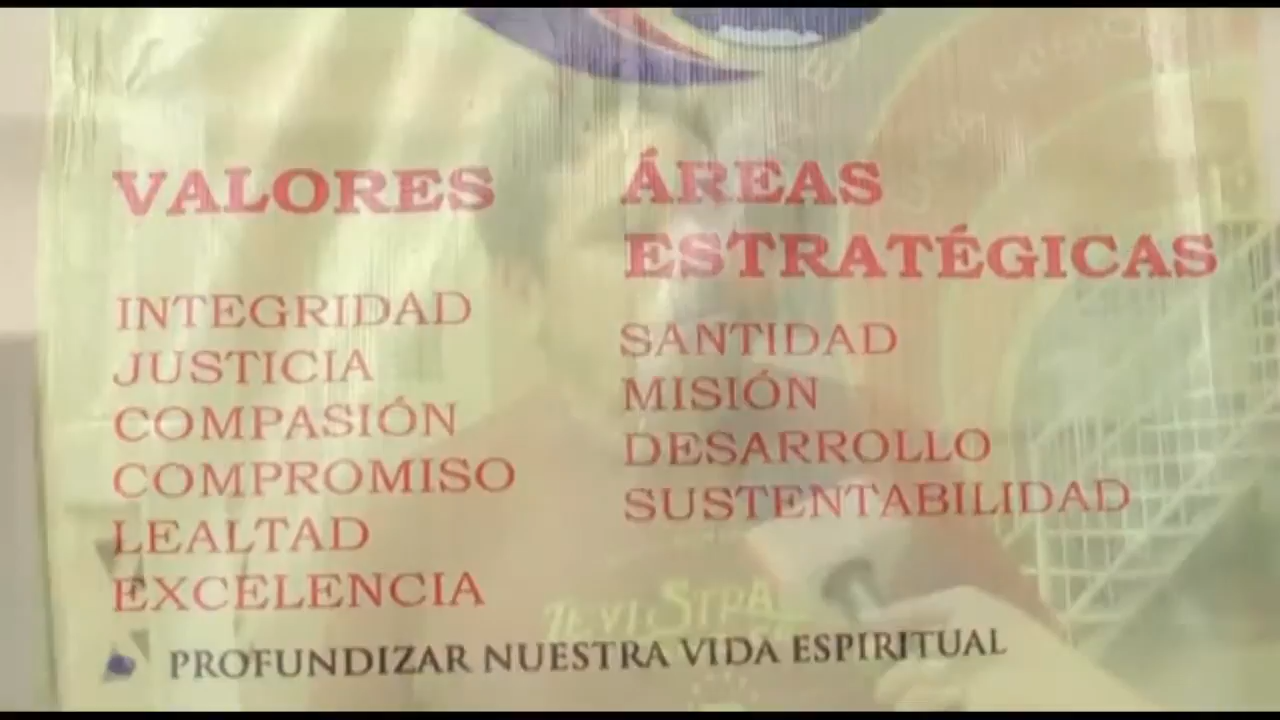 VALORES
INTEGRIDAD
JUSTICIA
COMPASIÓN
COMPROMISO
LEALTAD
EXCELENCIA
ÁREAS
ESTRATÉGICAS
SANTIDAD
MISIÓN
DESARROLLO
SUSTENTABILIDAD
PROFUNDIZAR NUESTRA VIDA ESPIRITUAL